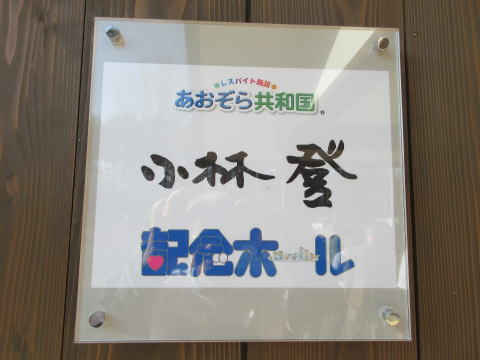 レスパイト施設
あおぞら共和国®
小林 登
記念ホール